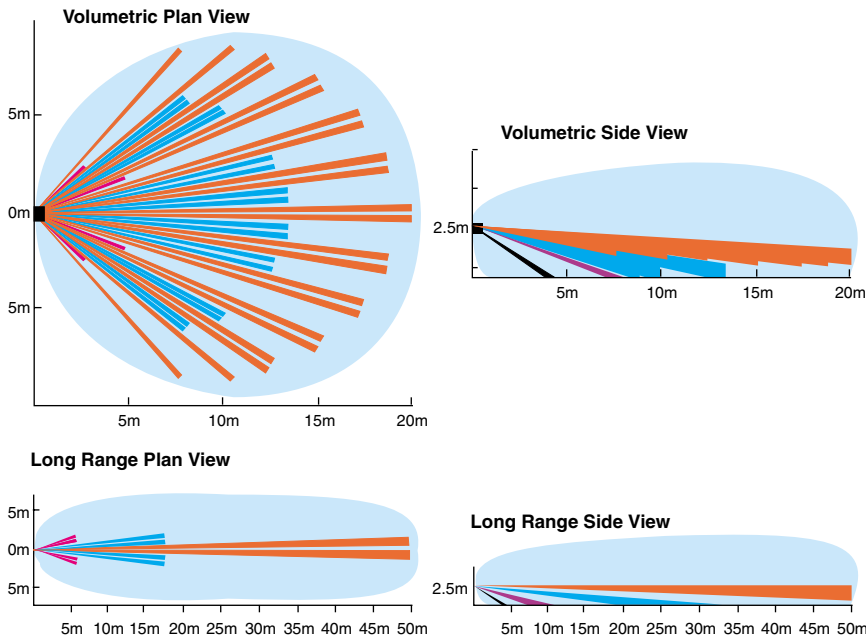 Volumetric Plan View
5m
0m
5m
5m 10m 15m 20m
Volumetric Side View
2.5m
5m 10m 15m 20m
Long Range Plan View
5m
0m
5m
5m 10m 15m 20m 25m 30m 35m 40m 45m 50m
Long Range Side View
2.5m
5m 10m 15m 20m 25m 30m 35m 40m 45m 50m